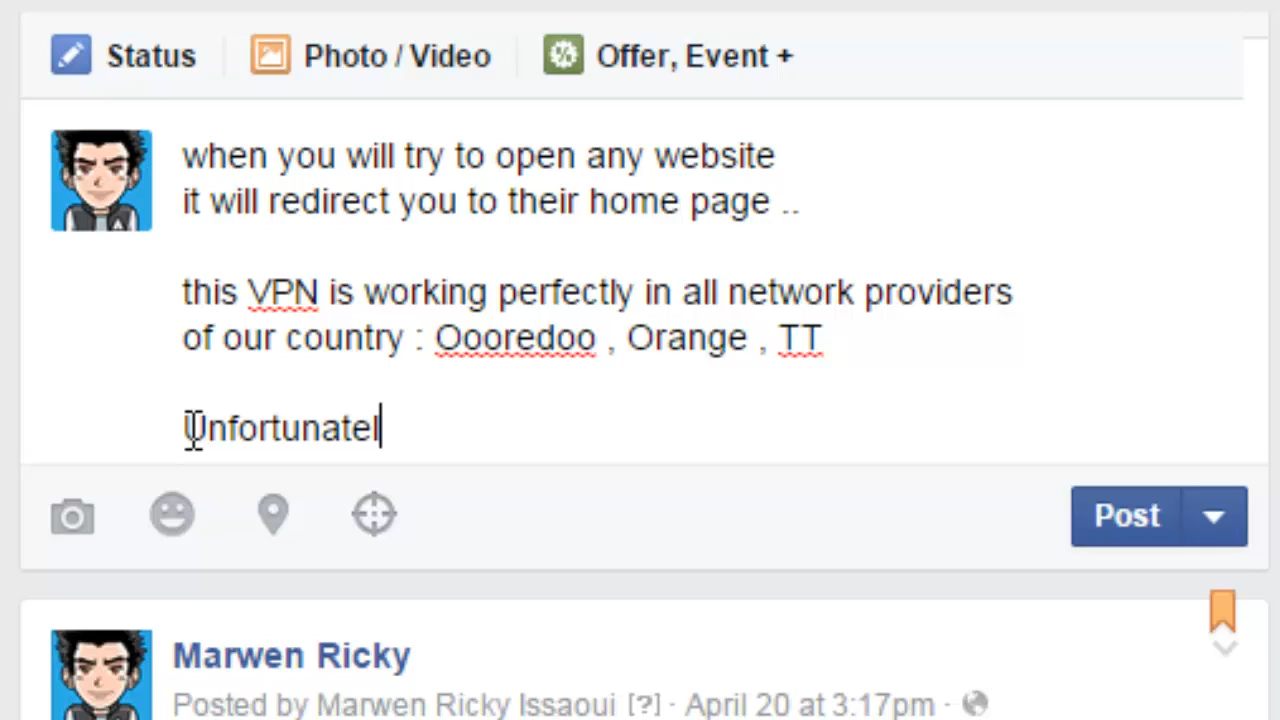 Status Photo / Video Offer, Event +
when you will try to open any website
it will redirect you to their home page ..
this VPN is working perfectly in all network providers
of our country : Oooredoo , Orange , TT
Unfortunatel
Post
Marwen Ricky
Posted by Marwen Ricky Issaoui [?] · April 20 at 3:17pm ·